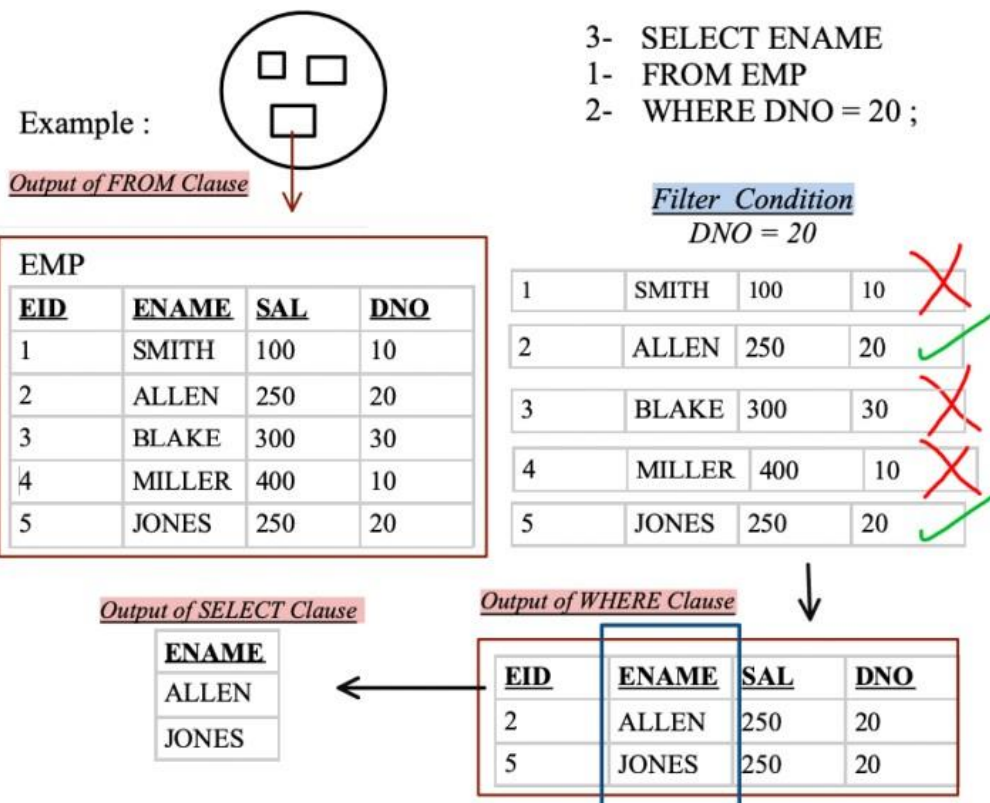 3- SELECT ENAME
1- FROM EMP
2- WHERE DNO = 20 ;
Example :
Output of FROM Clause
EMP
EID ENAME SAL DNO
1 SMITH 100 10
2 ALLEN 250 20
3 BLAKE 300 30
4 MILLER 400 10
5 JONES 250 20
Filter Condition
DNO = 20
1 SMITH 100 10
2 ALLEN 250 20
3 BLAKE 300 30
4 MILLER 400 10
5 JONES 250 20
Output of WHERE Clause
EID ENAME SAL DNO
2 ALLEN 250 20
5 JONES 250 20
Output of SELECT Clause
ENAME
ALLEN
JONES